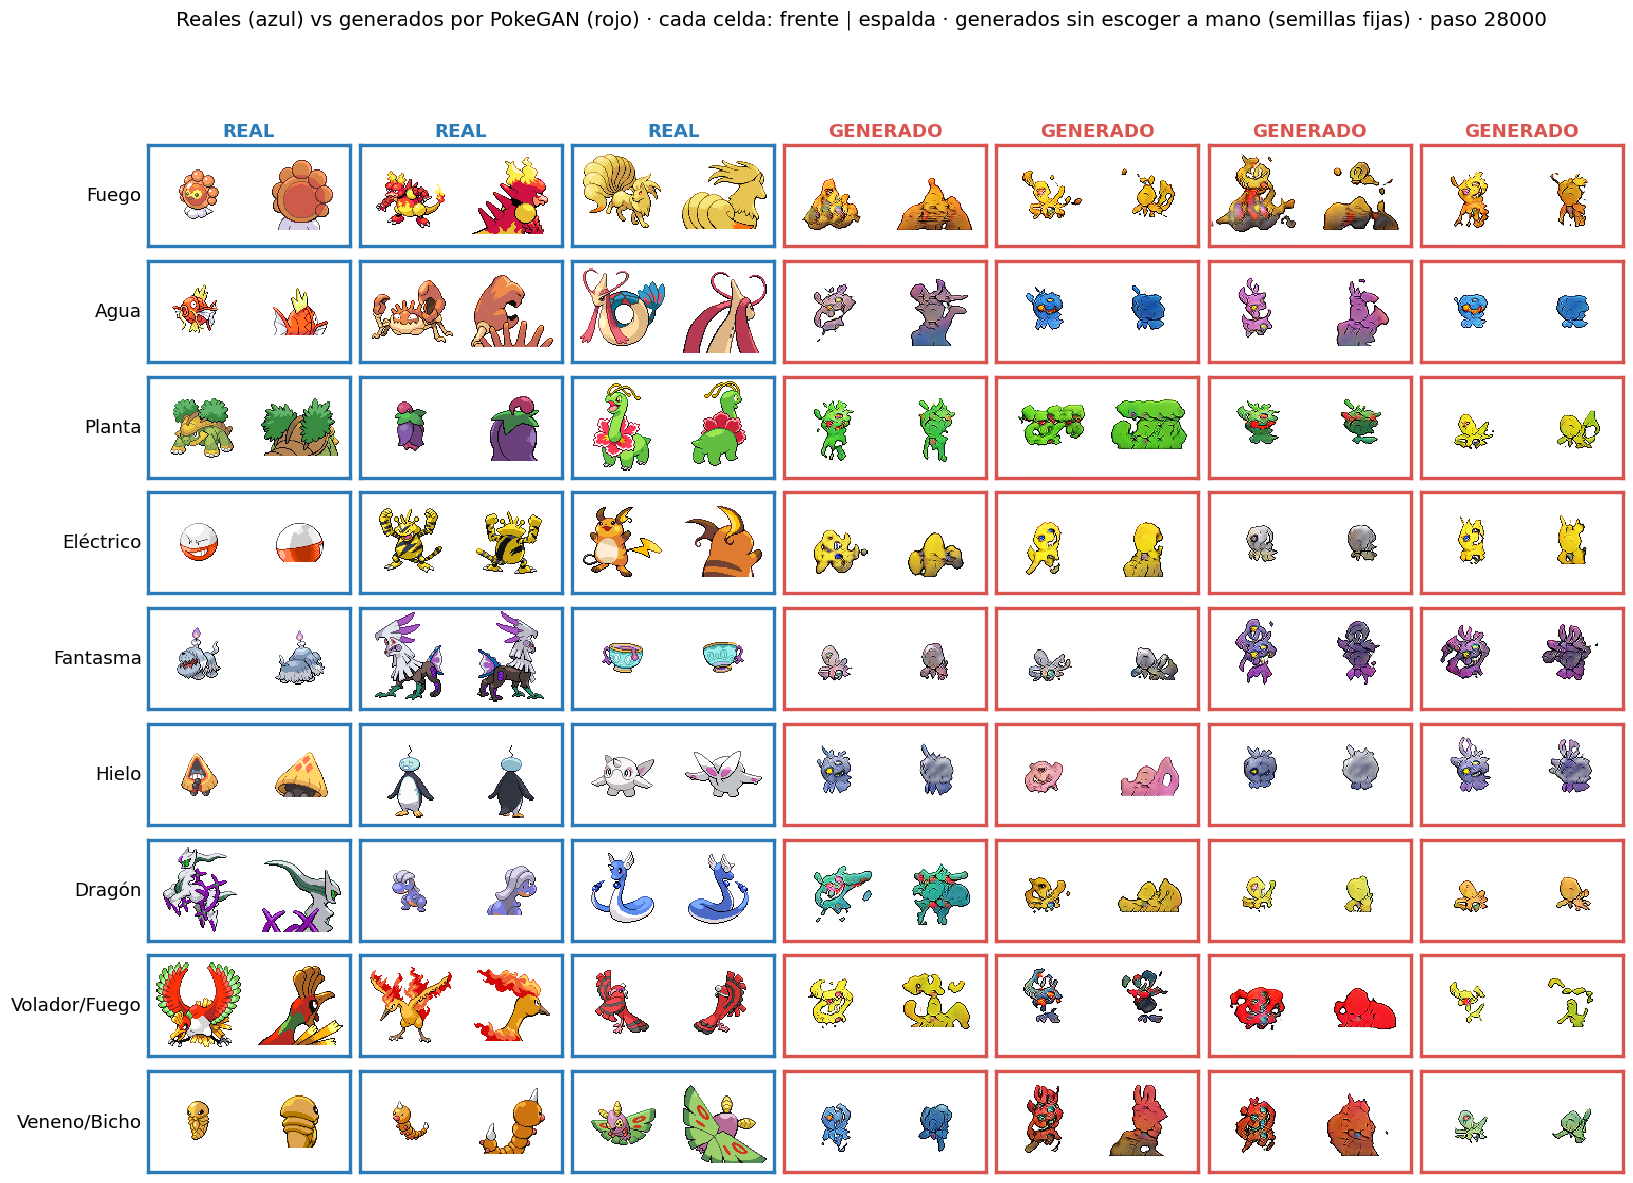 Reales (azul) vs generados por PokeGAN (rojo) · cada celda: frente | espalda · generados sin escoger a mano (semillas fijas) · paso 28000
REAL REAL REAL GENERADO GENERADO GENERADO GENERADO
Fuego
Agua
Planta
Eléctrico
Fantasma
Hielo
Dragón
Volador/Fuego
Veneno/Bicho